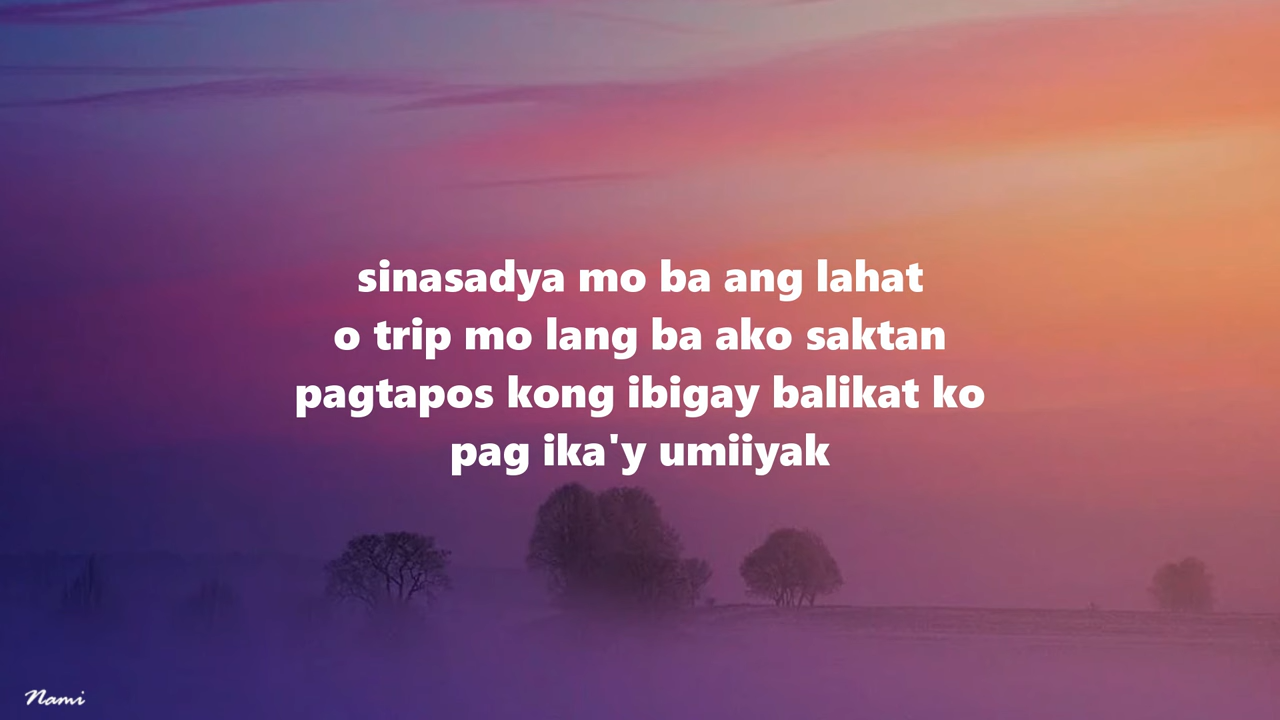 sinasadya mo ba ang lahat
o trip mo lang ba ako saktan
pagtapos kong ibigay balikat ko
pag ika'y umiiyak
Nami